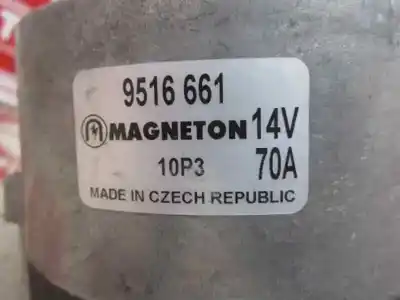 9516 661
MAGNETON 14V
10P3 70A
MADE IN CZECH REPUBLIC